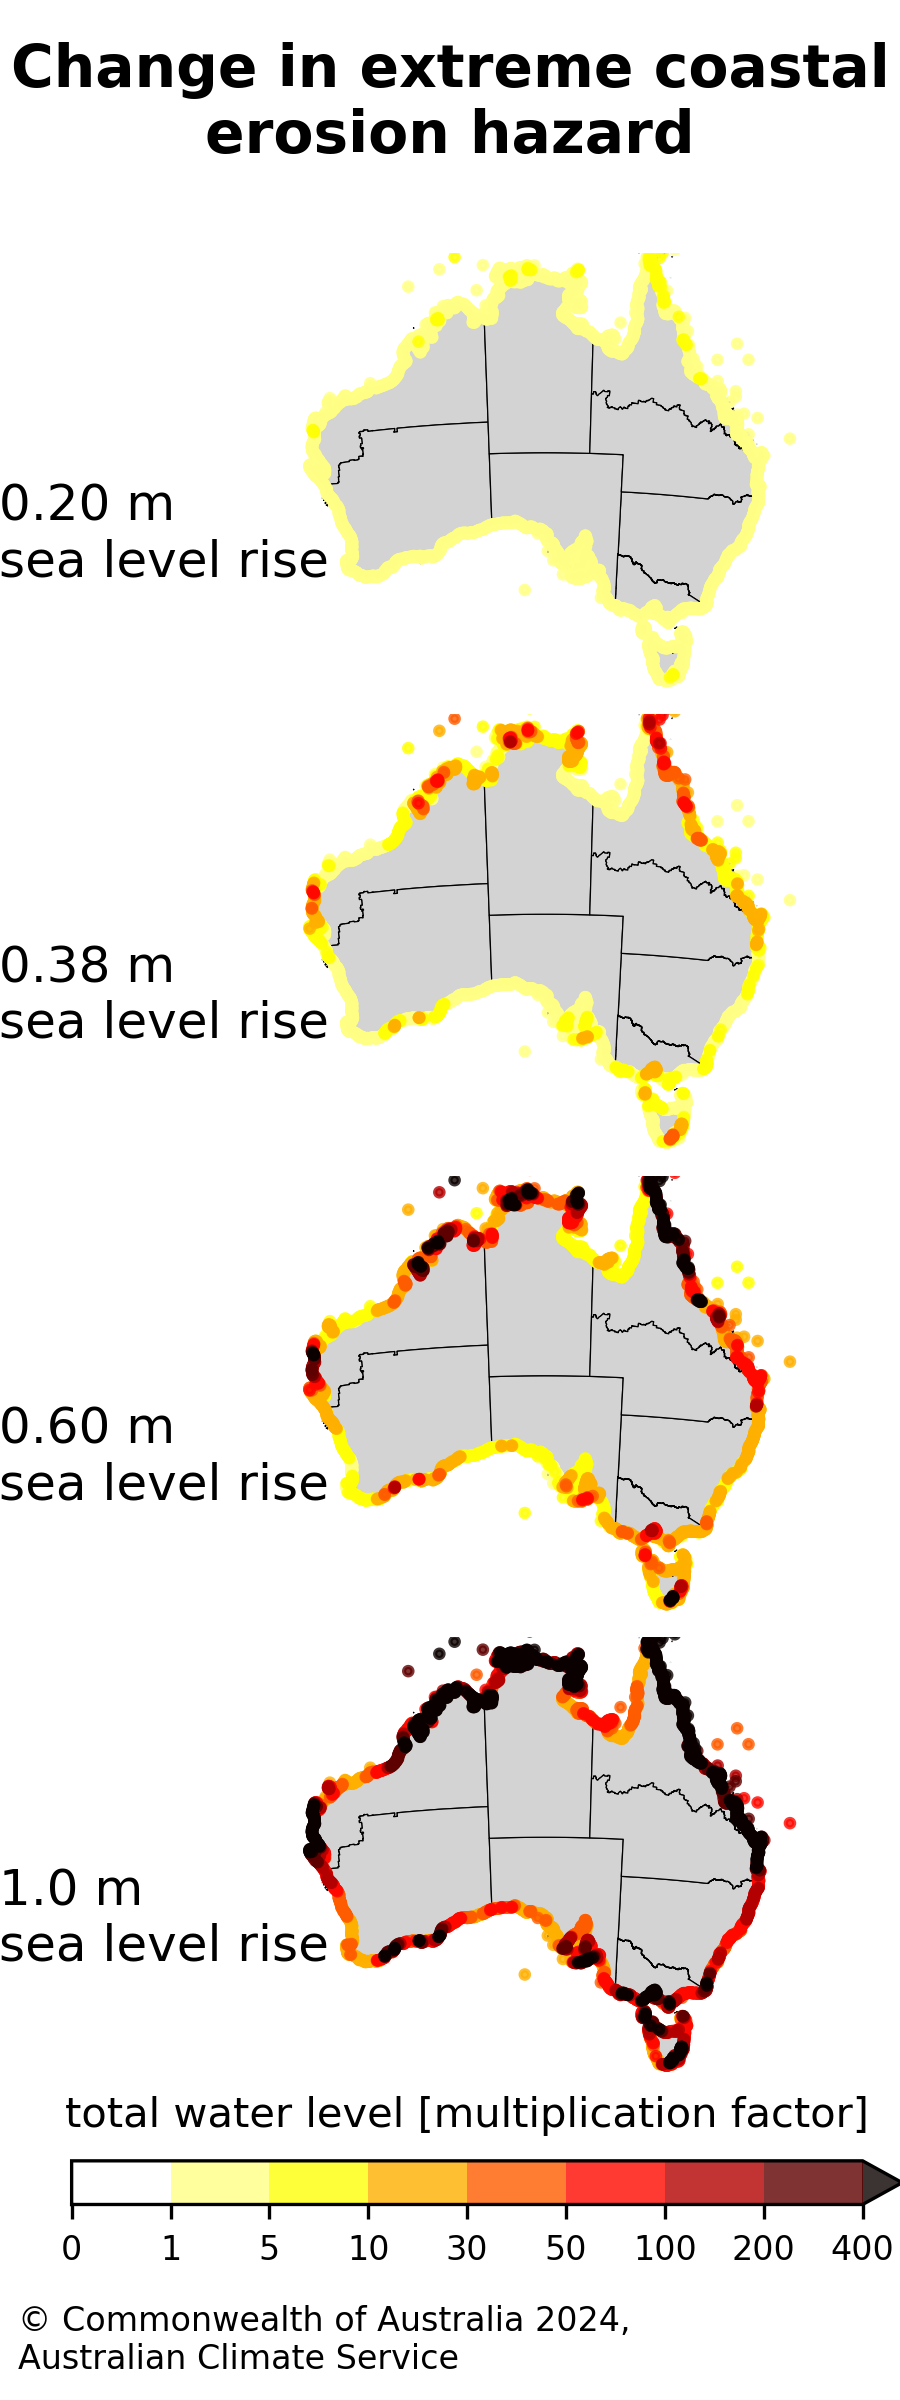 Change in extreme coastal
erosion hazard
0.20 m
sea level rise
0.38 m
sea level rise
0.60 m
sea level rise
1.0 m
sea level rise
total water level [multiplication factor]
0 1 5 10 30 50 100 200 400
© Commonwealth of Australia 2024,
Australian Climate Service